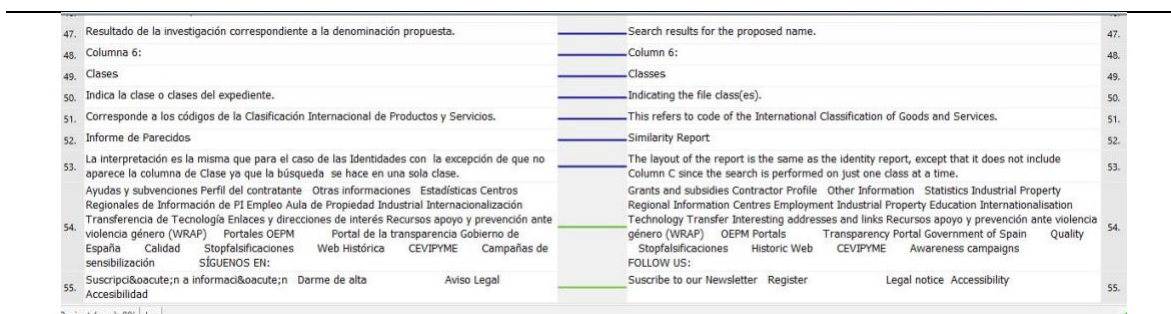 47. Resultado de la investigación correspondiente a la denominación propuesta. Search results for the proposed name. 47.
48. Columna 6: Column 6: 48.
49. Clases Classes 49.
50. Indica la clase o clases del expediente. Indicating the file class(es). 50.
51. Corresponde a los códigos de la Clasificación Internacional de Productos y Servicios. This refers to code of the International Classification of Goods and Services. 51.
52. Informe de Parecidos Similarity Report 52.
53. La interpretación es la misma que para el caso de las Identidades con la excepción de que no
aparece la columna de Clase ya que la búsqueda se hace en una sola clase.
The layout of the report is the same as the identity report, except that it does not include
Column C since the search is performed on just one class at a time. 53.
54. Ayudas y subvenciones Perfil del contratante Otras informaciones Estadísticas Centros
Regionales de Información de PI Empleo Aula de Propiedad Industrial Internacionalización
Transferencia de Tecnología Enlaces y direcciones de interés Recursos apoyo y prevención ante
violencia género (WRAP) Portales OEPM Portal de la transparencia Gobierno de
España Calidad Stopfalsificaciones Web Histórica CEVIPYME Campañas de
sensibilización SÍGUENOS EN:
Grants and subsidies Contractor Profile Other Information Statistics Industrial Property
Regional Information Centres Employment Industrial Property Education Internationalisation
Technology Transfer Interesting addresses and links Recursos apoyo y prevención ante violencia
género (WRAP) OEPM Portals Transparency Portal Government of Spain Quality
Stopfalsificaciones Historic Web CEVIPYME Awareness campaigns
FOLLOW US: 54.
55. Suscripci&oacute;n a informaci&oacute;n Darme de alta Aviso Legal
Accesibilidad
Suscribe to our Newsletter Register Legal notice Accessibility 55.